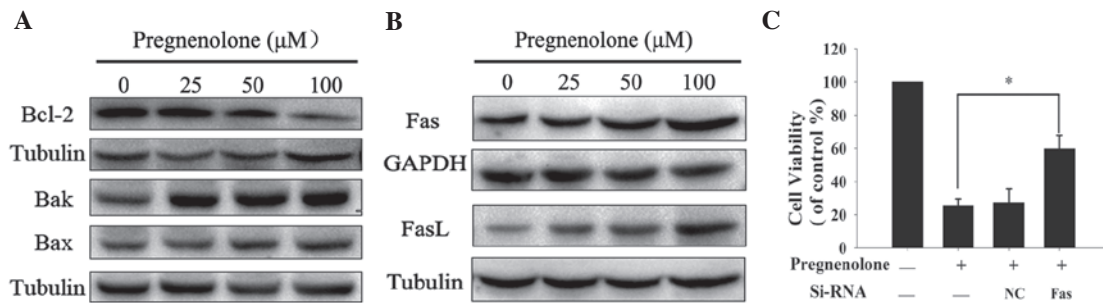 A
Pregnenolone (μM)
0 25 50 100
Bcl-2
Tubulin
Bak
Bax
Tubulin
B
Pregnenolone (μM)
0 25 50 100
Fas
GAPDH
FasL
Tubulin
C
Cell Viability
( of control %)
120
100
80
60
40
20
0
*
Pregnenolone — + + +
Si-RNA — — NC Fas